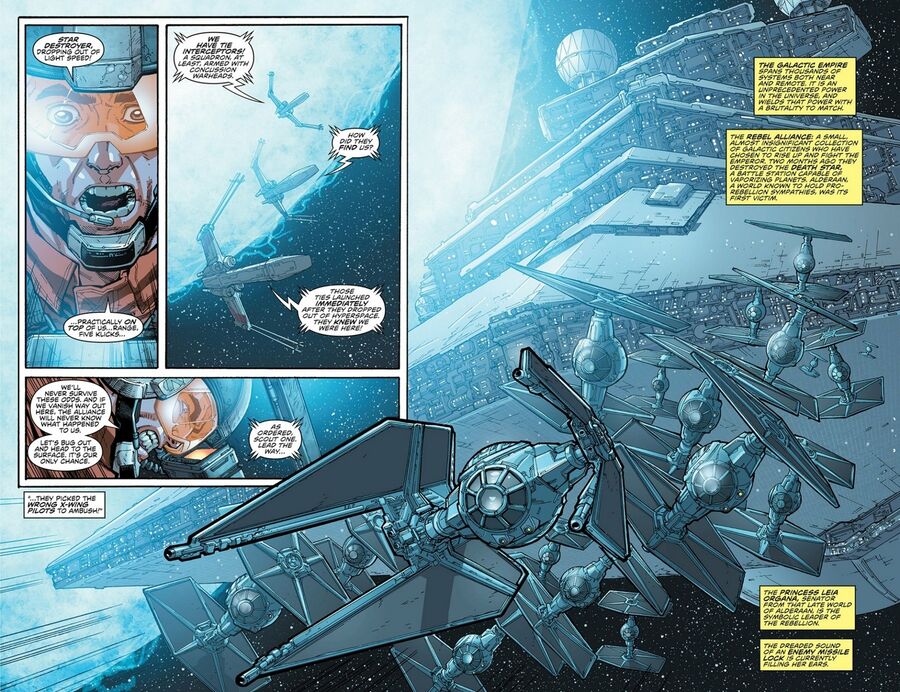 STAR
DESTROYER,
DROPPING OUT OF
LIGHT SPEED!
...PRACTICALLY ON
TOP OF US...RANGE,
FIVE KLICKS...
WE
HAVE TIE
INTERCEPTORS!
A SQUADRON, AT
LEAST, ARMED WITH
CONCUSSION
WARHEADS.
HOW
DID THEY
FIND US?
THOSE
TIES LAUNCHED
IMMEDIATELY
AFTER THEY DROPPED
OUT OF HYPERSPACE.
THEY KNEW WE
WERE HERE!
WE'LL
NEVER SURVIVE
THESE ODDS. AND IF
WE VANISH WAY OUT
HERE, THE ALLIANCE
WILL NEVER KNOW
WHAT HAPPENED
TO US.
LET'S BUG OUT
AND HEAD TO THE
SURFACE. IT'S OUR
ONLY CHANCE.
AS
ORDERED,
SCOUT ONE.
LEAD THE
WAY...
"...THEY PICKED THE
WRONG X-WING
PILOTS TO AMBUSH!"
THE GALACTIC EMPIRE
SPANS THOUSANDS OF
SYSTEMS BOTH NEAR
AND REMOTE. IT IS AN
UNPRECEDENTED POWER
IN THE UNIVERSE, AND
WIELDS THAT POWER WITH
A BRUTALITY TO MATCH.
THE REBEL ALLIANCE: A SMALL,
ALMOST INSIGNIFICANT COLLECTION
OF GALACTIC CITIZENS WHO HAVE
CHOSEN TO RISE UP AND FIGHT THE
EMPEROR. TWO MONTHS AGO THEY
DESTROYED THE DEATH STAR,
A BATTLE STATION CAPABLE OF
VAPORIZING PLANETS. ALDERAAN,
A WORLD KNOWN TO HOLD PRO-
REBELLION SYMPATHIES, WAS ITS
FIRST VICTIM.
THE PRINCESS LEIA
ORGANA, SENATOR
FROM THAT LATE WORLD
OF ALDERAAN, IS THE
SYMBOLIC LEADER OF
THE REBELLION.
THE DREADED SOUND
OF AN ENEMY MISSILE
LOCK IS CURRENTLY
FILLING HER EARS.